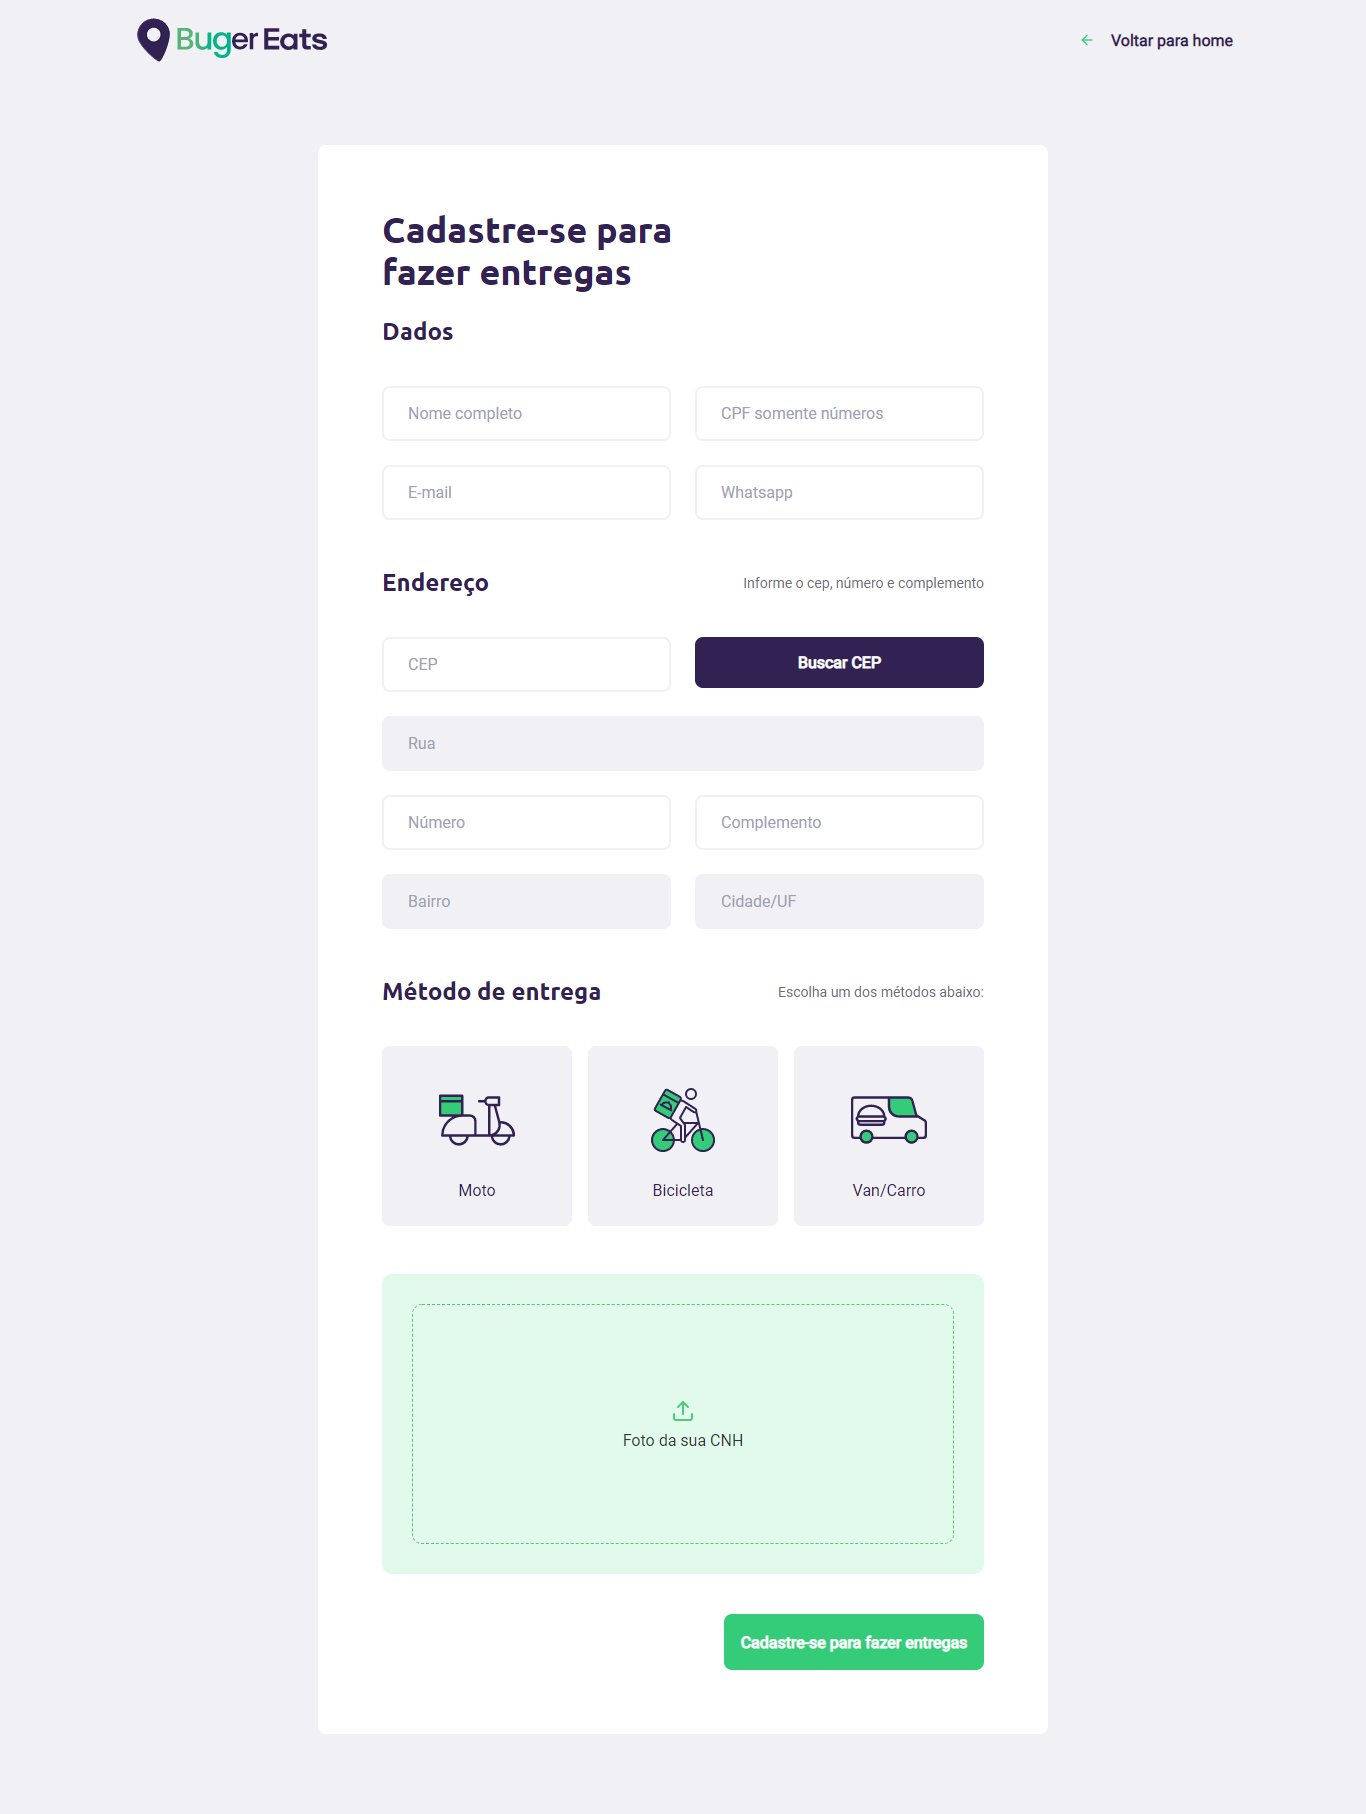 Buger Eats
Voltar para home
Cadastre-se para
fazer entregas
Dados
Nome completo
CPF somente números
E-mail
Whatsapp
Endereço
Informe o cep, número e complemento
CEP
Buscar CEP
Rua
Número
Complemento
Bairro
Cidade/UF
Método de entrega
Escolha um dos métodos abaixo:
Moto
Bicicleta
Van/Carro
Foto da sua CNH
Cadastre-se para fazer entregas